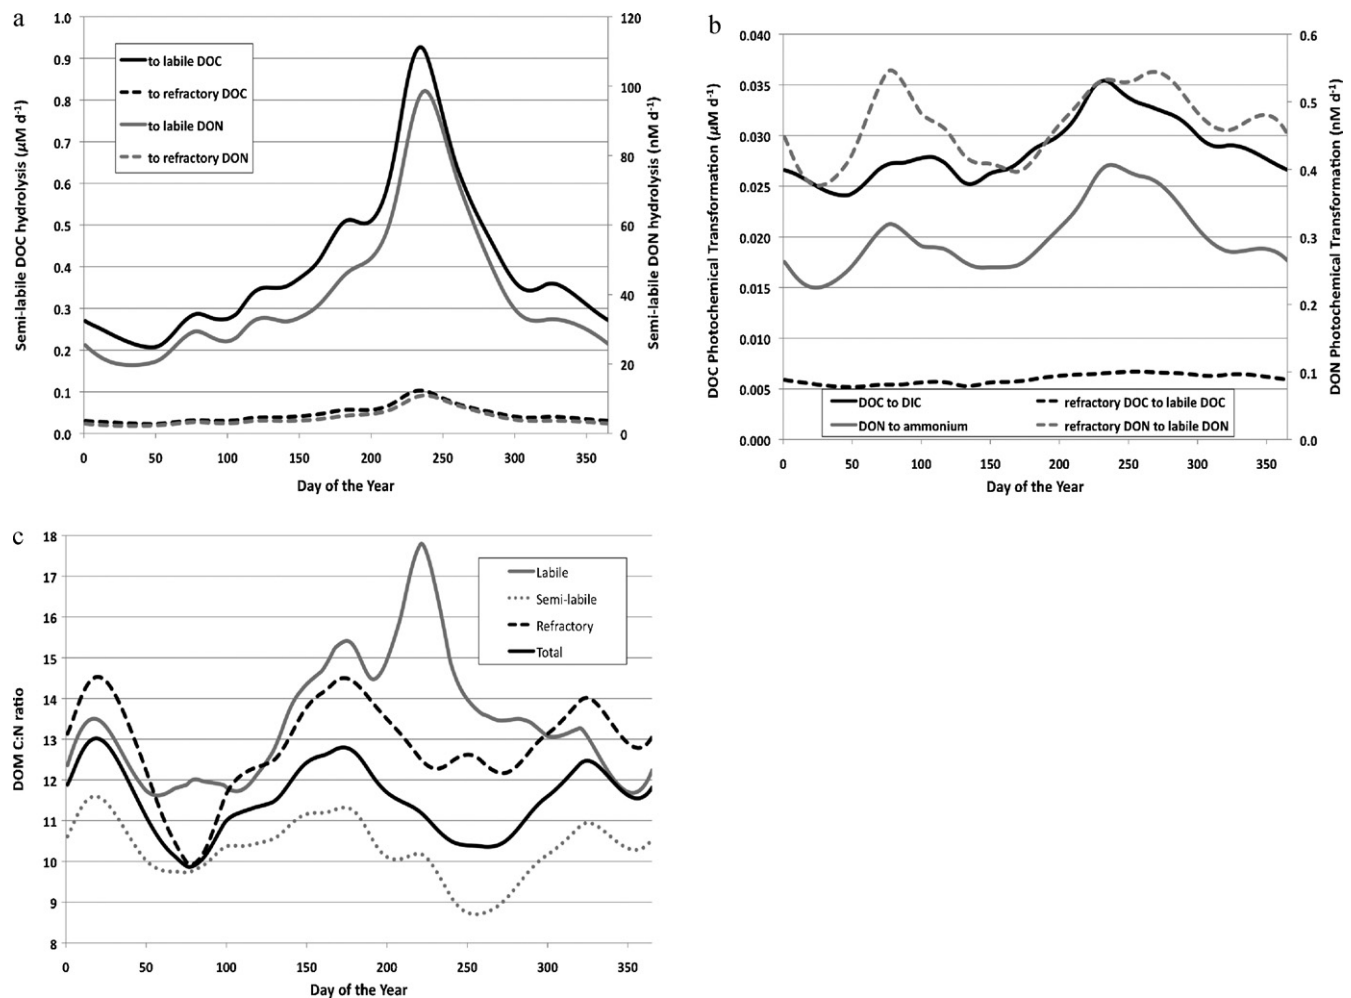 a
1.0
0.9
0.8
0.7
0.6
0.5
0.4
0.3
0.2
0.1
0.0
Semi-labile DOC hydrolysis (µM d-1)
to labile DOC
to refractory DOC
to labile DON
to refractory DON
120
100
80
60
40
20
0
Semi-labile DON hydrolysis (nM d-1)
0 50 100 150 200 250 300 350
Day of the Year
b
0.040
0.035
0.030
0.025
0.020
0.015
0.010
0.005
0.000
DOC Photochemical Transformation (µM d-1)
0.6
0.5
0.4
0.3
0.2
0.1
0.0
DON Photochemical Transformation (nM d-1)
DOC to DIC
refractory DOC to labile DOC
DON to ammonium
refractory DON to labile DON
0 50 100 150 200 250 300 350
Day of the Year
c
18
17
16
15
14
13
12
11
10
9
8
DOM C:N ratio
Labile
Semi-labile
Refractory
Total
0 50 100 150 200 250 300 350
Day of the Year